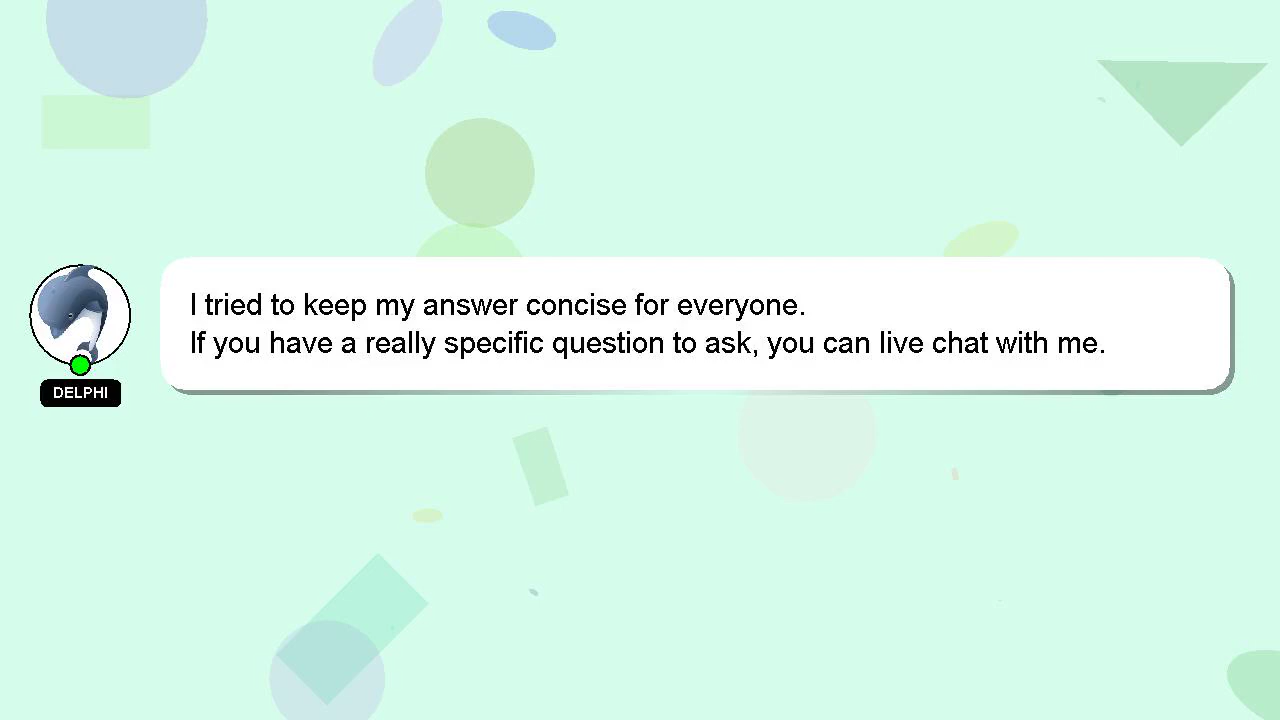 I tried to keep my answer concise for everyone.
If you have a really specific question to ask, you can live chat with me.
DELPHI